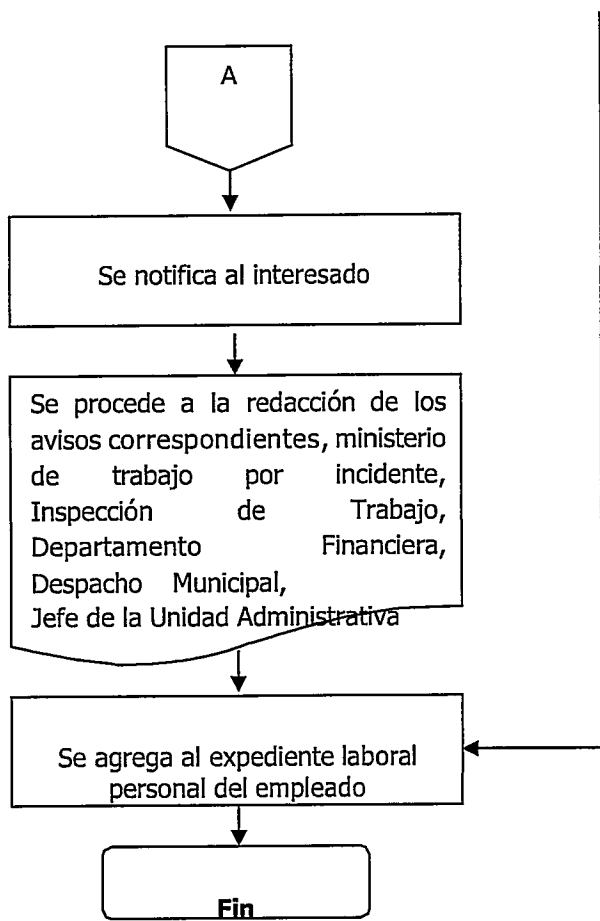 A
Se notifica al interesado
Se procede a la redacción de los
avisos correspondientes, ministerio
de trabajo por incidente,
Inspección de Trabajo,
Departamento Financiera,
Despacho Municipal,
Jefe de la Unidad Administrativa
Se agrega al expediente laboral
personal del empleado
Fin